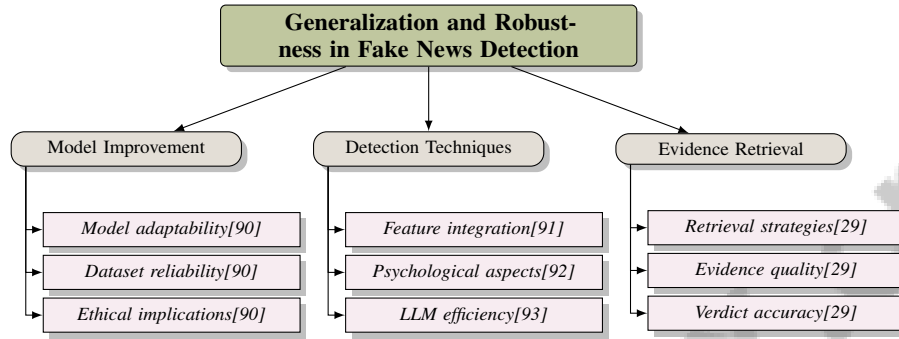 Generalization and Robust-
ness in Fake News Detection
Model Improvement
Detection Techniques
Evidence Retrieval
Model adaptability[90]
Feature integration[91]
Retrieval strategies[29]
Dataset reliability[90]
Psychological aspects[92]
Evidence quality[29]
Ethical implications[90]
LLM efficiency[93]
Verdict accuracy[29]